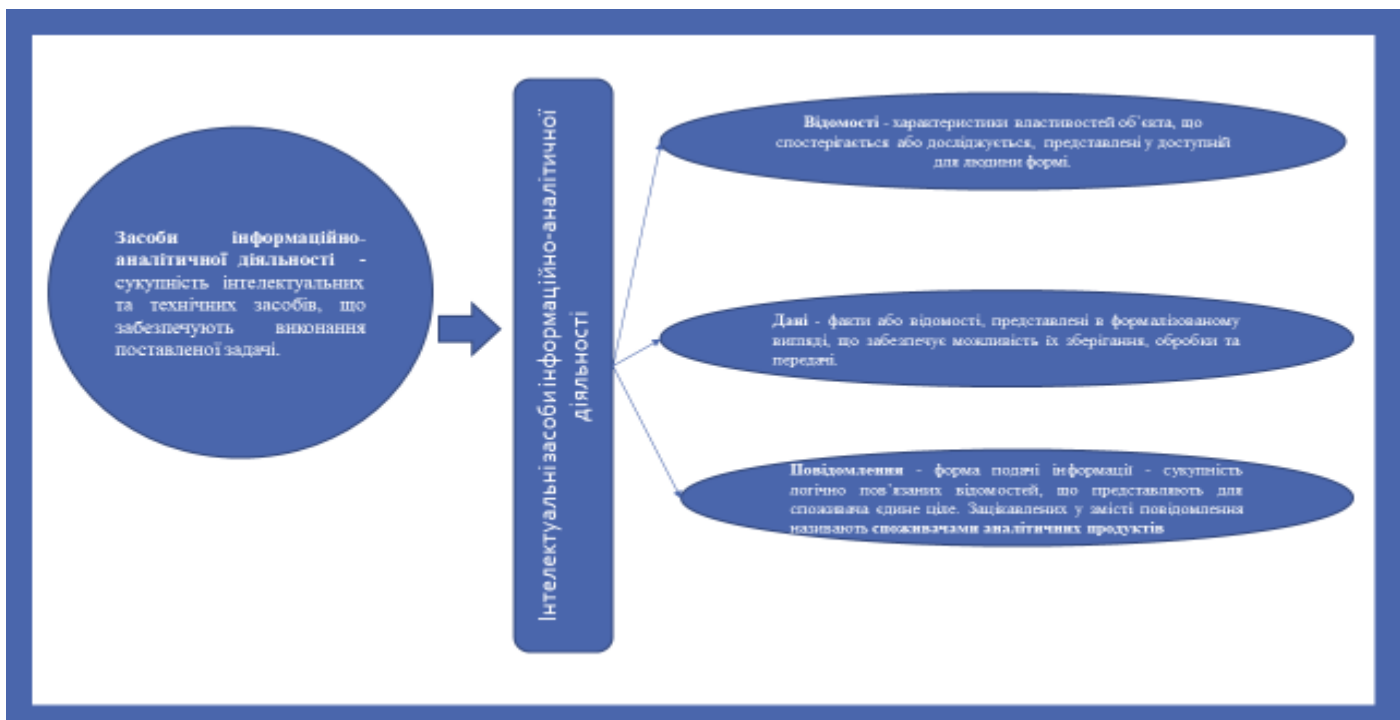 Засоби інформаційно-
аналітичної діяльності -
сукупність інтелектуальних
та технічних засобів, що
забезпечують виконання
поставленої задачі.
Інтелектуальні засоби інформаційно-аналітичної
діяльності
Відомості - характеристики властивостей об’єкта, що
спостерігається або досліджується, представлені у доступній
для людини формі.
Дані - факти або відомості, представлені в формалізованому
вигляді, що забезпечує можливість їх зберігання, обробки та
передачі.
Повідомлення - форма подачі інформації - сукупність
логічно пов’язаних відомостей, що представляють для
споживача єдине ціле. Зацікавлених у змісті повідомлення
називають споживачами аналітичних продуктів